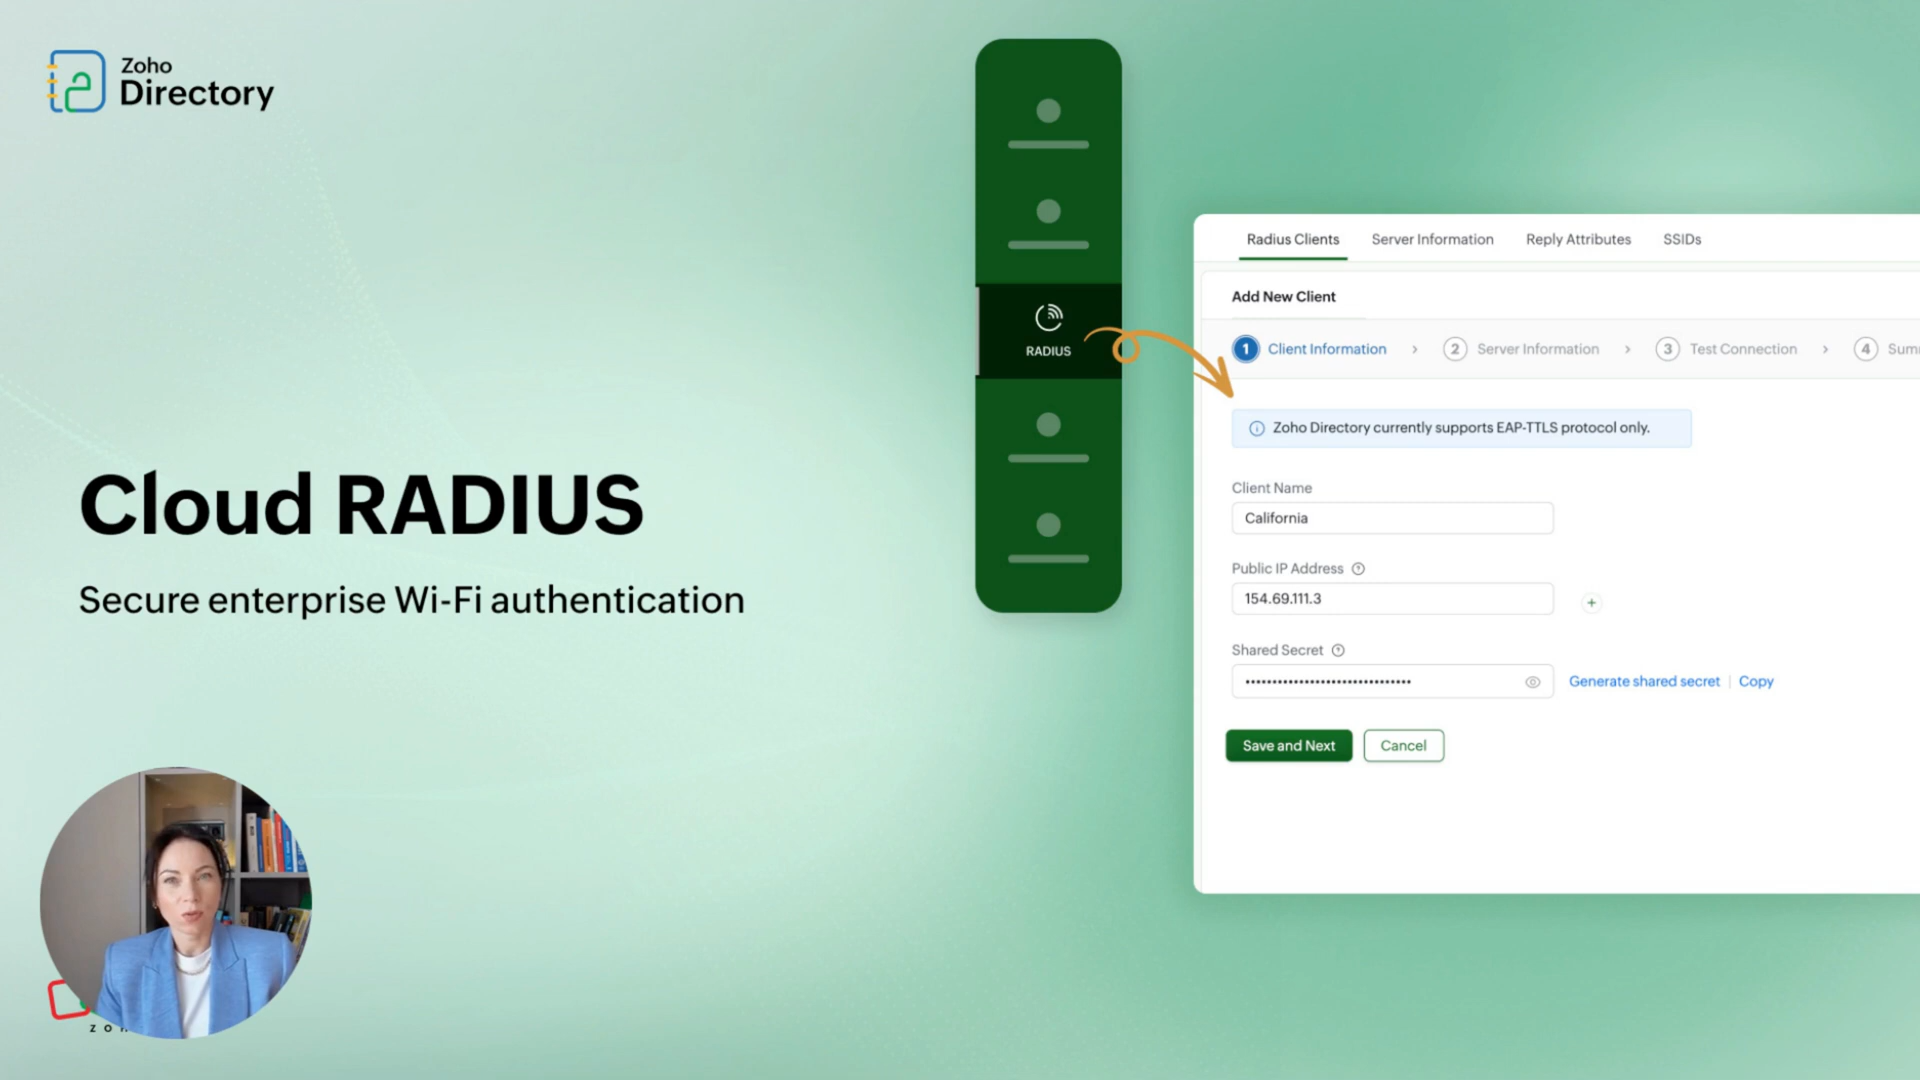 Zoho
Directory
Cloud RADIUS
Secure enterprise Wi-Fi authentication
RADIUS
Radius Clients
Server Information
Reply Attributes
SSIDs
Add New Client
1 Client Information
2 Server Information
3 Test Connection
4
Zoho Directory currently supports EAP-TTLS protocol only.
Client Name
California
Public IP Address
154.69.111.3
Shared Secret
Generate shared secret | Copy
Save and Next
Cancel